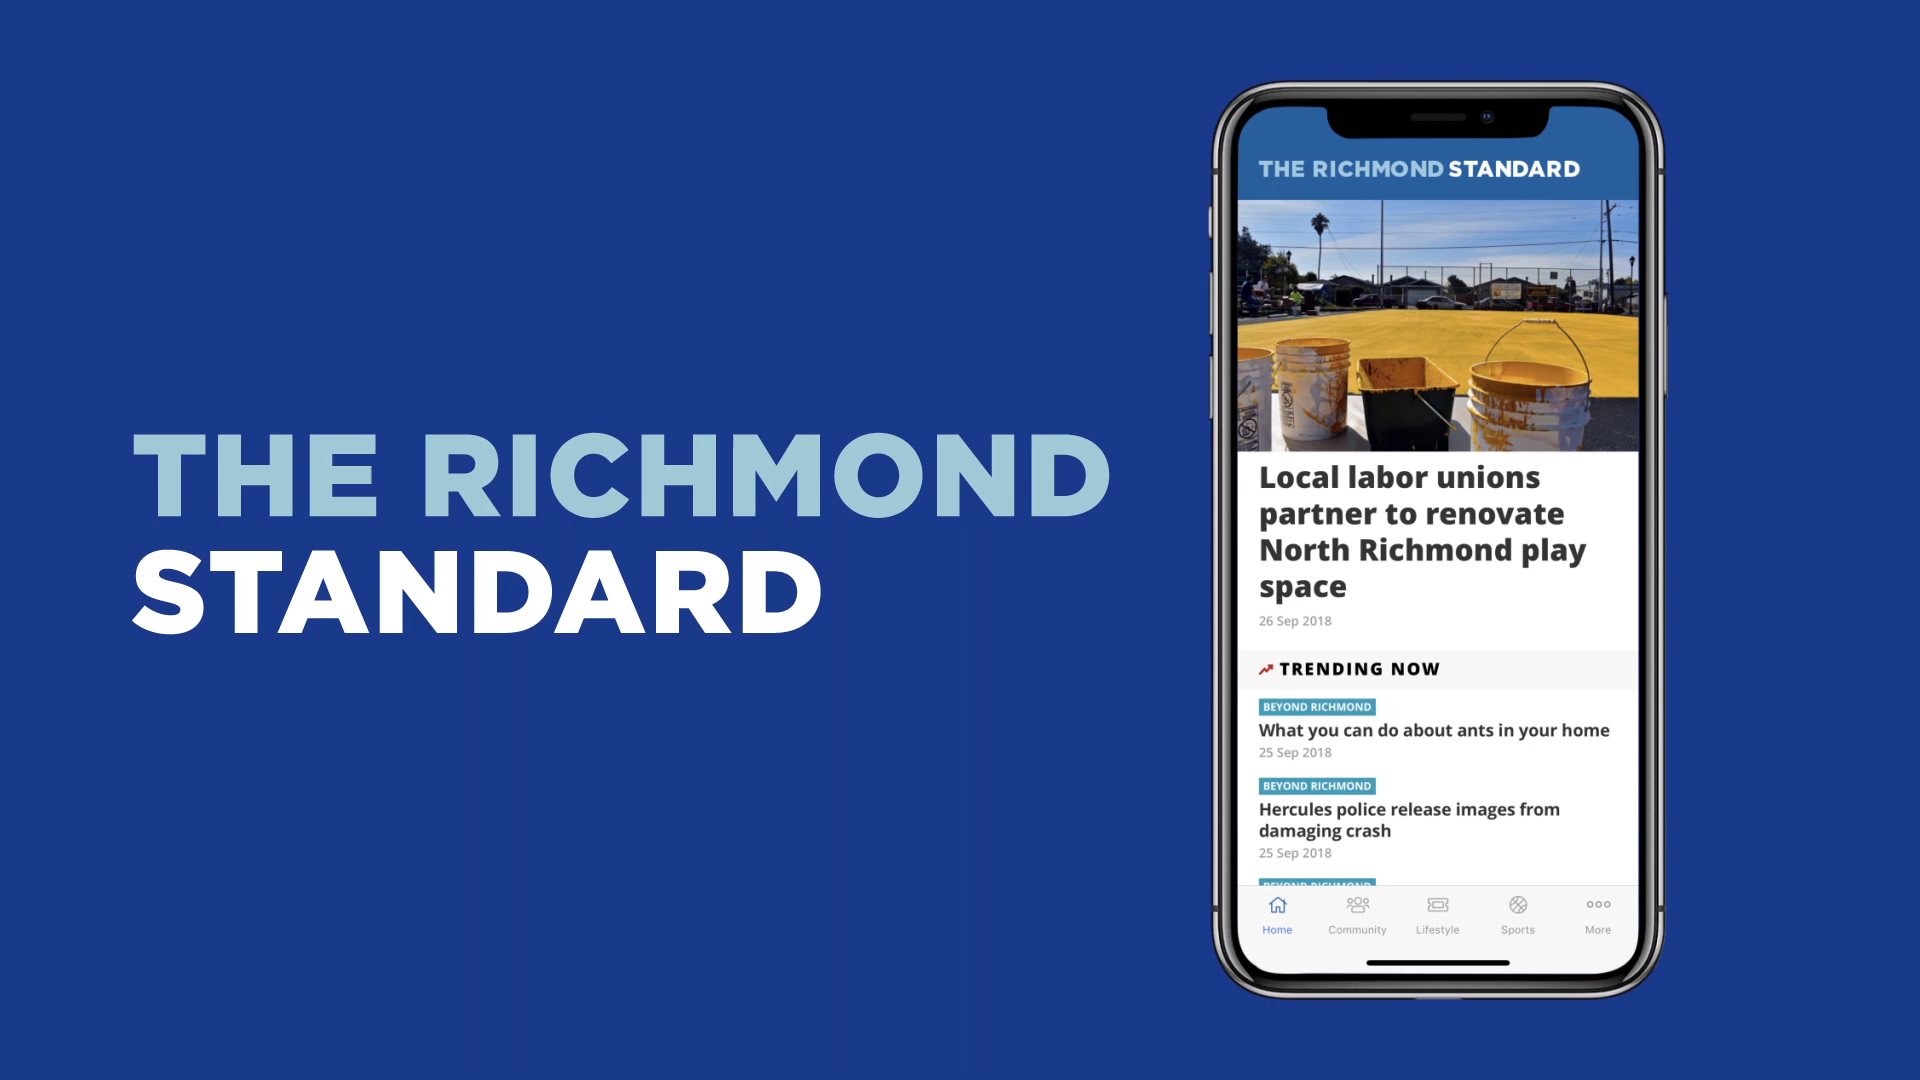 THE RICHMOND
STANDARD
THE RICHMOND STANDARD
Local labor unions
partner to renovate
North Richmond play
space
26 Sep 2018
TRENDING NOW
BEYOND RICHMOND
What you can do about ants in your home
25 Sep 2018
BEYOND RICHMOND
Hercules police release images from
damaging crash
25 Sep 2018
BEYOND RICHMOND
Home
Community
Lifestyle
Sports
More